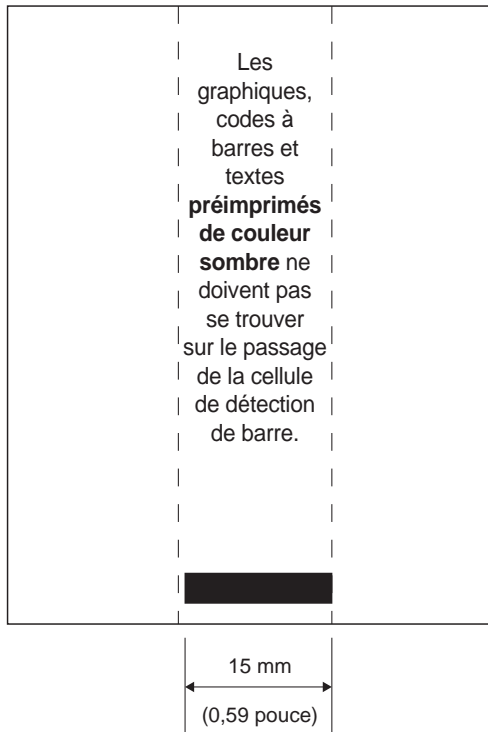 Les
graphiques,
codes à
barres et
textes
préimprimés
de couleur
sombre ne
doivent pas
se trouver
sur le passage
de la cellule
de détection
de barre.
15 mm
(0,59 pouce)